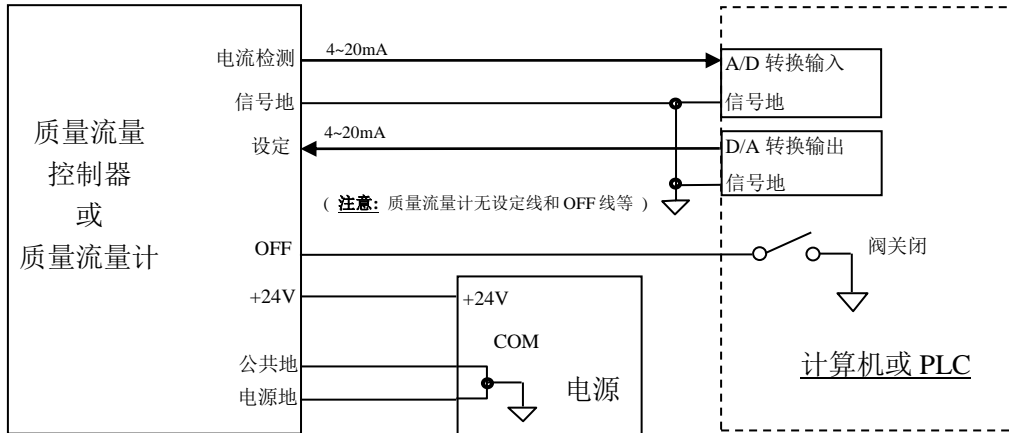 质量流量
控制器
或
质量流量计
电流检测
4~20mA
信号地
设定
4~20mA
( 注意: 质量流量计无设定线和 OFF 线等 )
OFF
+24V
公共地
电源地
+24V
COM
电源
A/D 转换输入
信号地
D/A 转换输出
信号地
阀关闭
计算机或 PLC